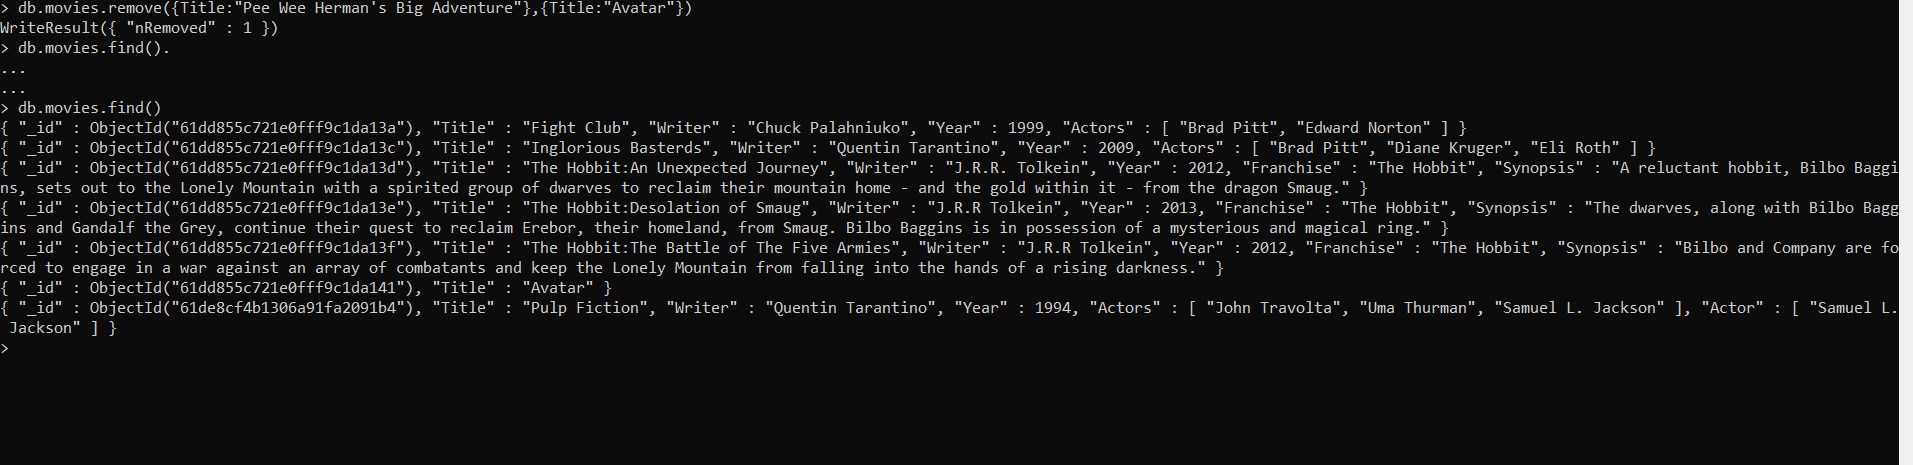 > db.movies.remove({Title:"Pee Wee Herman's Big Adventure"},{Title:"Avatar"})
WriteResult({ "nRemoved" : 1 })
> db.movies.find().
...
...
> db.movies.find()
{ "_id" : ObjectId("61dd855c721e0fff9c1da13a"), "Title" : "Fight Club", "Writer" : "Chuck Palahniuko", "Year" : 1999, "Actors" : [ "Brad Pitt", "Edward Norton" ] }
{ "_id" : ObjectId("61dd855c721e0fff9c1da13c"), "Title" : "Inglorious Basterds", "Writer" : "Quentin Tarantino", "Year" : 2009, "Actors" : [ "Brad Pitt", "Diane Kruger", "Eli Roth" ] }
{ "_id" : ObjectId("61dd855c721e0fff9c1da13d"), "Title" : "The Hobbit:An Unexpected Journey", "Writer" : "J.R.R. Tolkein", "Year" : 2012, "Franchise" : "The Hobbit", "Synopsis" : "A reluctant hobbit, Bilbo Baggi
ns, sets out to the Lonely Mountain with a spirited group of dwarves to reclaim their mountain home - and the gold within it - from the dragon Smaug." }
{ "_id" : ObjectId("61dd855c721e0fff9c1da13e"), "Title" : "The Hobbit:Desolation of Smaug", "Writer" : "J.R.R Tolkein", "Year" : 2013, "Franchise" : "The Hobbit", "Synopsis" : "The dwarves, along with Bilbo Bagg
ins and Gandalf the Grey, continue their quest to reclaim Erebor, their homeland, from Smaug. Bilbo Baggins is in possession of a mysterious and magical ring." }
{ "_id" : ObjectId("61dd855c721e0fff9c1da13f"), "Title" : "The Hobbit:The Battle of The Five Armies", "Writer" : "J.R.R Tolkein", "Year" : 2012, "Franchise" : "The Hobbit", "Synopsis" : "Bilbo and Company are fo
rced to engage in a war against an array of combatants and keep the Lonely Mountain from falling into the hands of a rising darkness." }
{ "_id" : ObjectId("61dd855c721e0fff9c1da141"), "Title" : "Avatar" }
{ "_id" : ObjectId("61de8cf4b1306a91fa2091b4"), "Title" : "Pulp Fiction", "Writer" : "Quentin Tarantino", "Year" : 1994, "Actors" : [ "John Travolta", "Uma Thurman", "Samuel L. Jackson" ], "Actor" : [ "Samuel L.
 Jackson" ] }
>